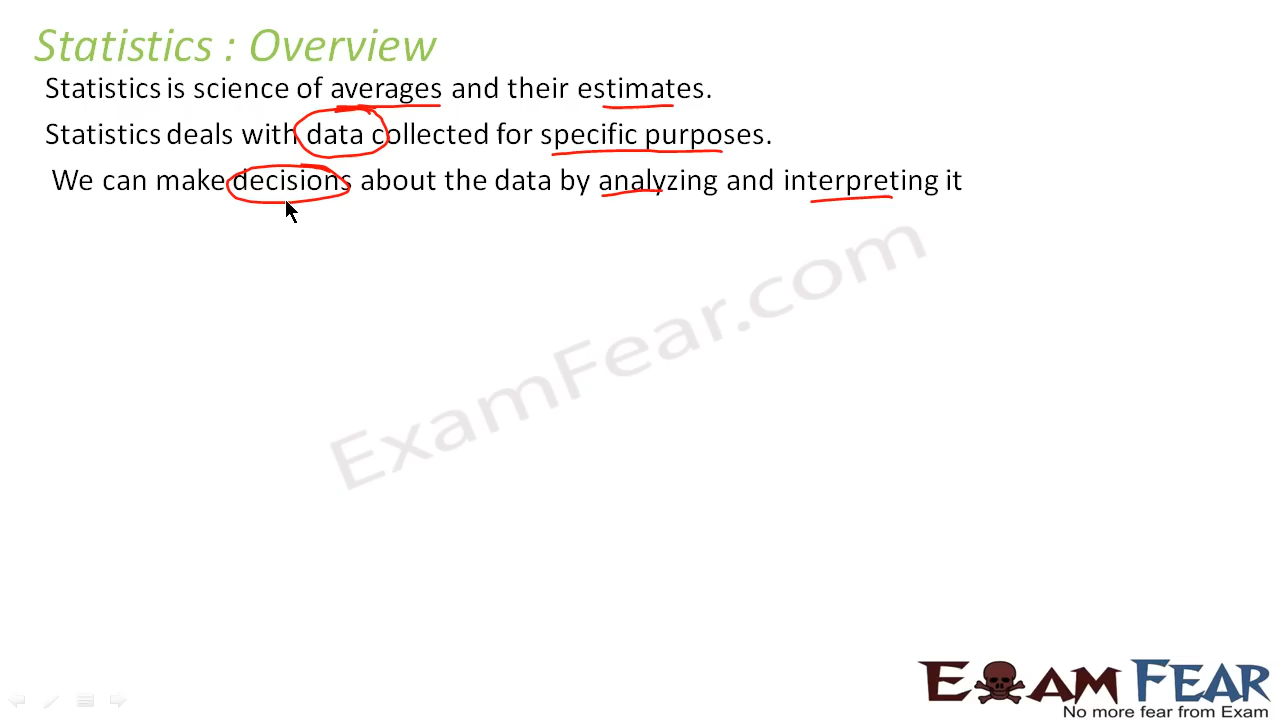 Statistics : Overview
Statistics is science of averages and their estimates.
Statistics deals with data collected for specific purposes.
We can make decisions about the data by analyzing and interpreting it
ExamFear.com
EXAM FEAR
No more fear from Exam